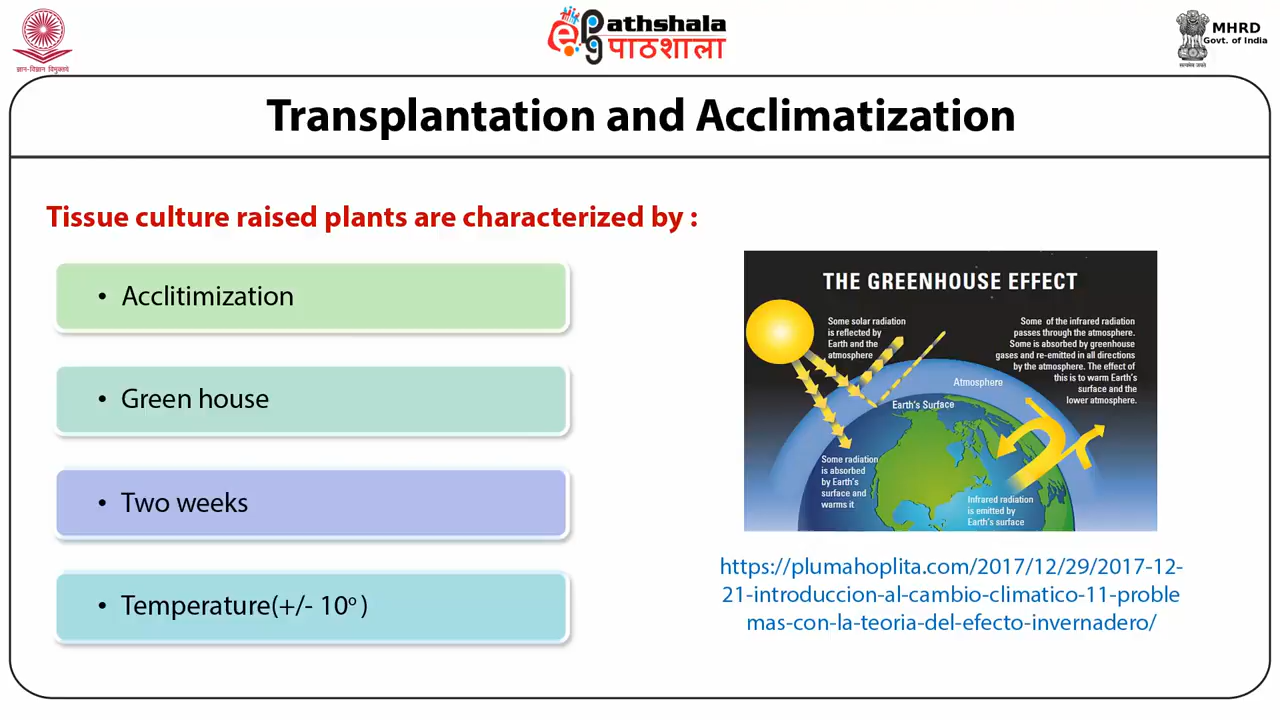 ज्ञान-विज्ञान विमुक्तये
ePathshala
पाठशाला
MHRD
Govt. of India
सत्यमेव जयते
Transplantation and Acclimatization
Tissue culture raised plants are characterized by :
• Acclitimization
• Green house
• Two weeks
• Temperature(+/- 10º )
THE GREENHOUSE EFFECT
Some solar radiation
is reflected by
Earth and the
atmosphere
Some of the infrared radiation
passes through the atmosphere.
Some is absorbed by greenhouse
gases and re-emitted in all directions
by the atmosphere. The effect of
this is to warm Earth's
surface and the
lower atmosphere.
Atmosphere
Earth's Surface
Some radiation
is absorbed
by Earth's
surface and
warms it
Infrared radiation
is emitted by
Earth's surface
https://plumahoplita.com/2017/12/29/2017-12-
21-introduccion-al-cambio-climatico-11-proble
mas-con-la-teoria-del-efecto-invernadero/